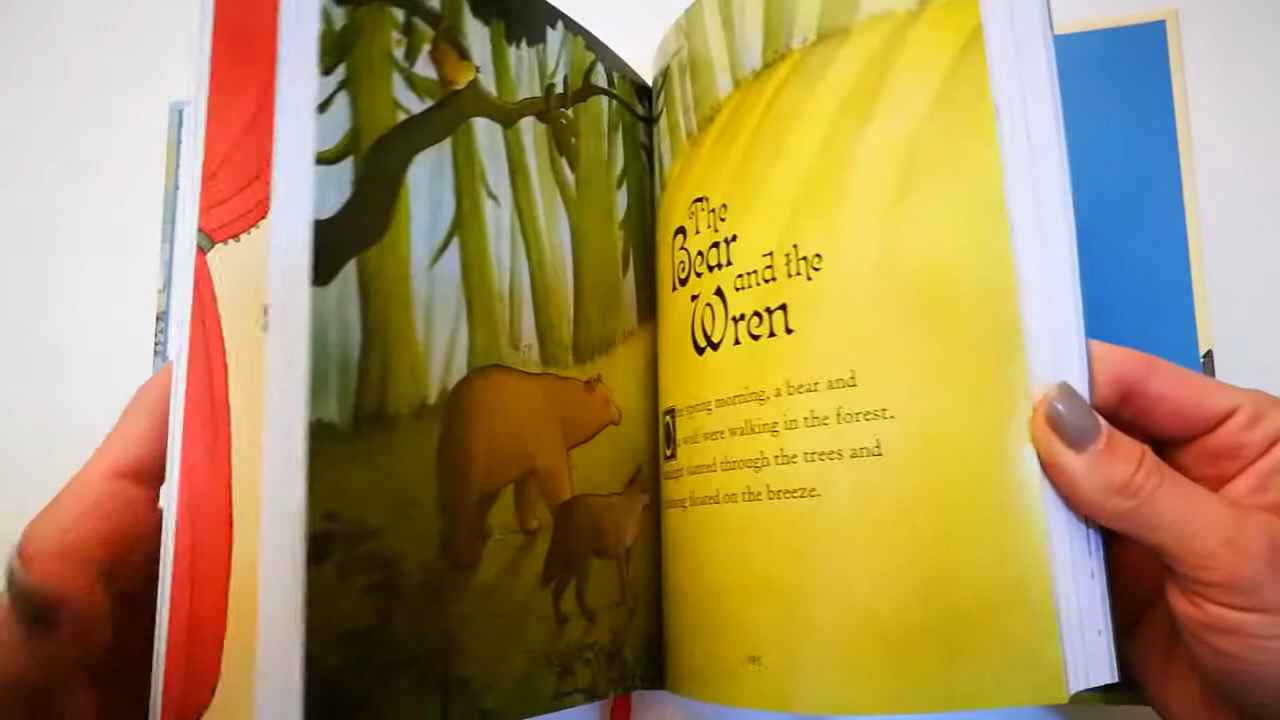 The
Bear
and the
Wren
spring morning, a bear and
a wolf were walking in the forest.
slanted through the trees and
floated on the breeze.